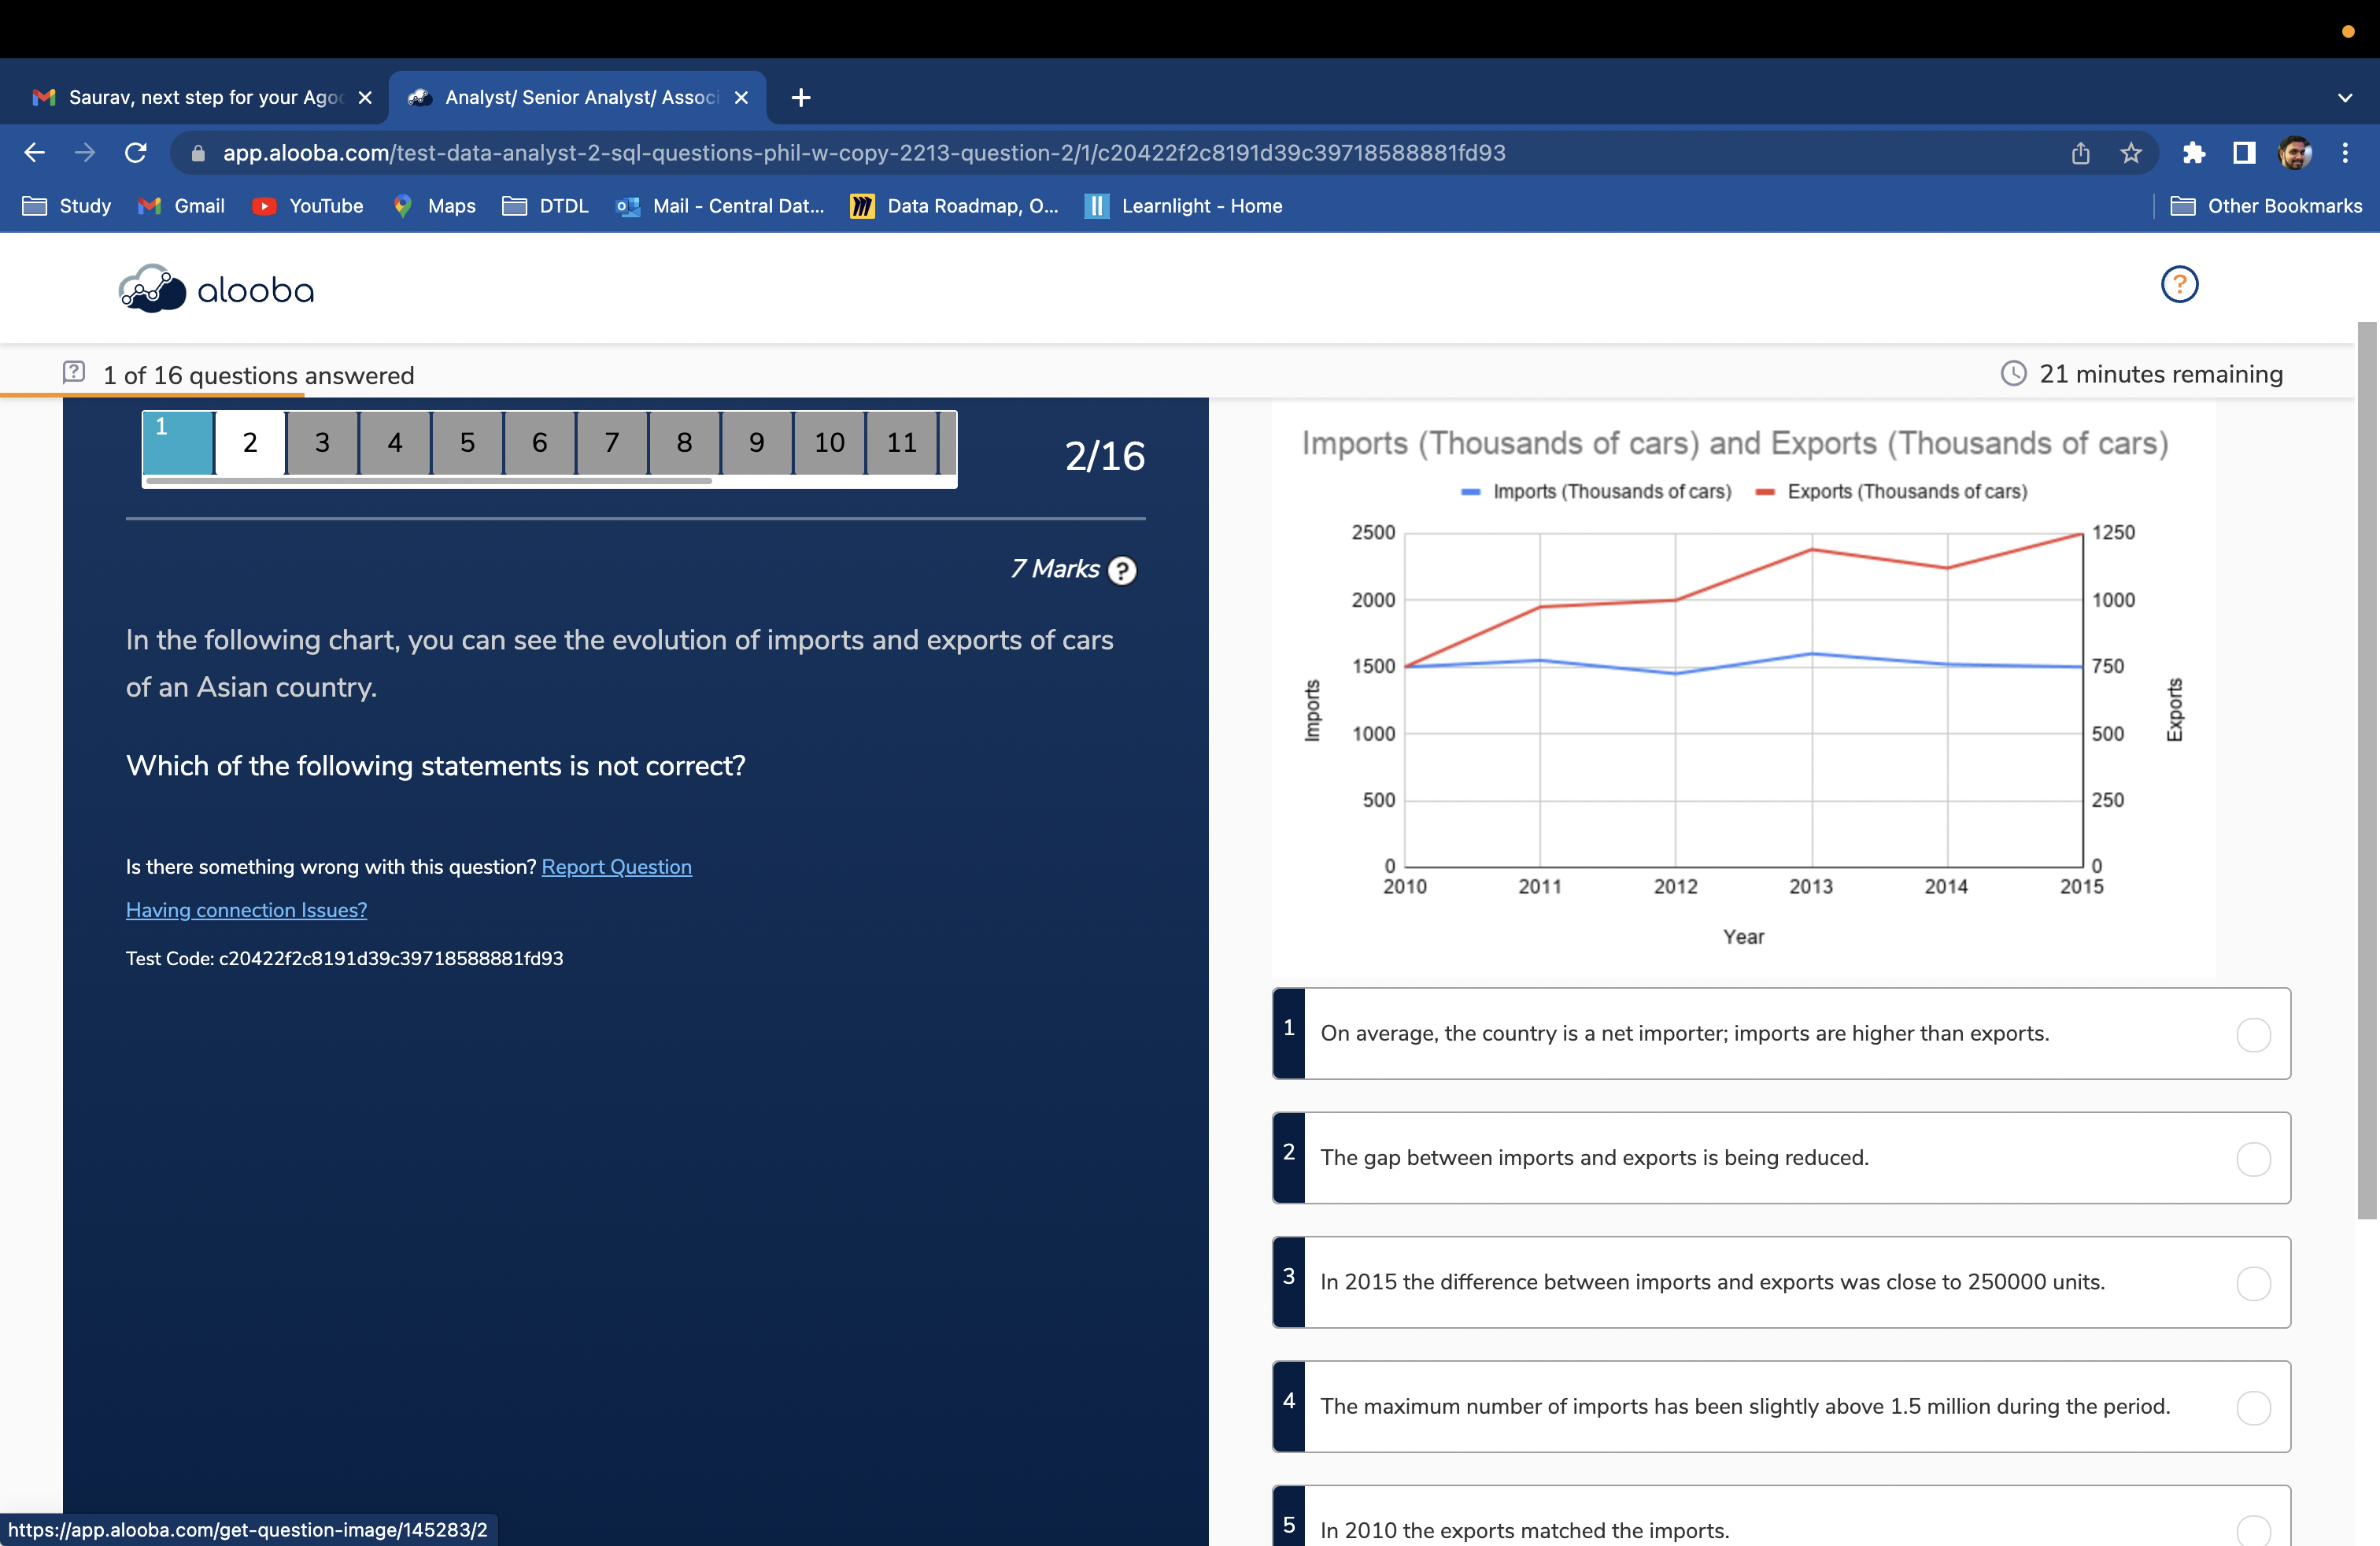 Saurav, next step for your Agoo
Analyst/ Senior Analyst/ Associ
app.alooba.com/test-data-analyst-2-sql-questions-phil-w-copy-2213-question-2/1/c20422f2c8191d39c39718588881fd93
Study
Gmail
YouTube
Maps
DTDL
Mail - Central Dat...
Data Roadmap, O...
Learnlight - Home
Other Bookmarks
alooba
?
1 of 16 questions answered
21 minutes remaining
1 2 3 4 5 6 7 8 9 10 11
2/16
7 Marks ?
In the following chart, you can see the evolution of imports and exports of cars
of an Asian country.
Which of the following statements is not correct?
Is there something wrong with this question? Report Question
Having connection Issues?
Test Code: c20422f2c8191d39c39718588881fd93
Imports (Thousands of cars) and Exports (Thousands of cars)
Imports (Thousands of cars) Exports (Thousands of cars)
2500 1250
2000 1000
1500 750
1000 500
500 250
0 0
Imports
Exports
2010 2011 2012 2013 2014 2015
Year
1 On average, the country is a net importer; imports are higher than exports.
2 The gap between imports and exports is being reduced.
3 In 2015 the difference between imports and exports was close to 250000 units.
4 The maximum number of imports has been slightly above 1.5 million during the period.
5 In 2010 the exports matched the imports.
https://app.alooba.com/get-question-image/145283/2